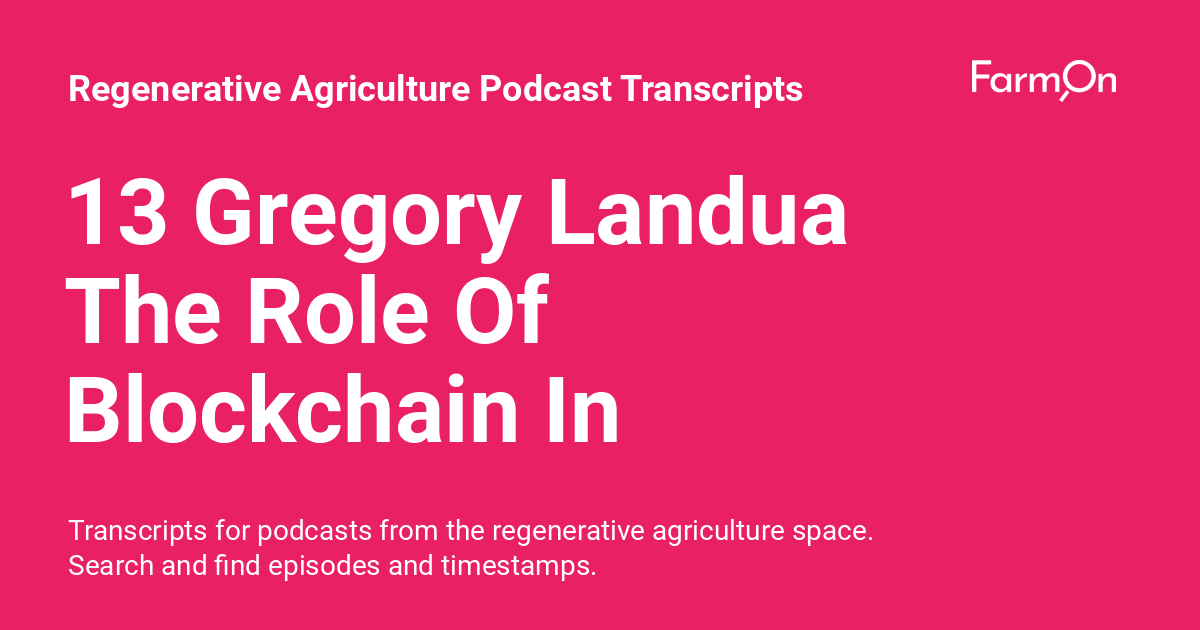 Regenerative Agriculture Podcast Transcripts
FarmOn
13 Gregory Landua
The Role Of
Blockchain In
Transcripts for podcasts from the regenerative agriculture space.
Search and find episodes and timestamps.